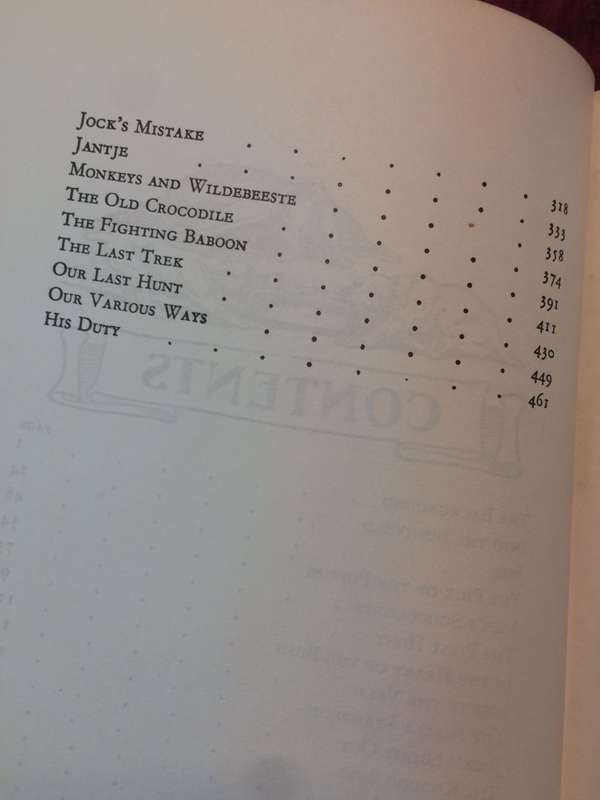 Jock's Mistake 318
Jantje 333
Monkeys and Wildebeeste 358
The Old Crocodile 374
The Fighting Baboon 391
The Last Trek 411
Our Last Hunt 430
Our Various Ways 449
His Duty 461